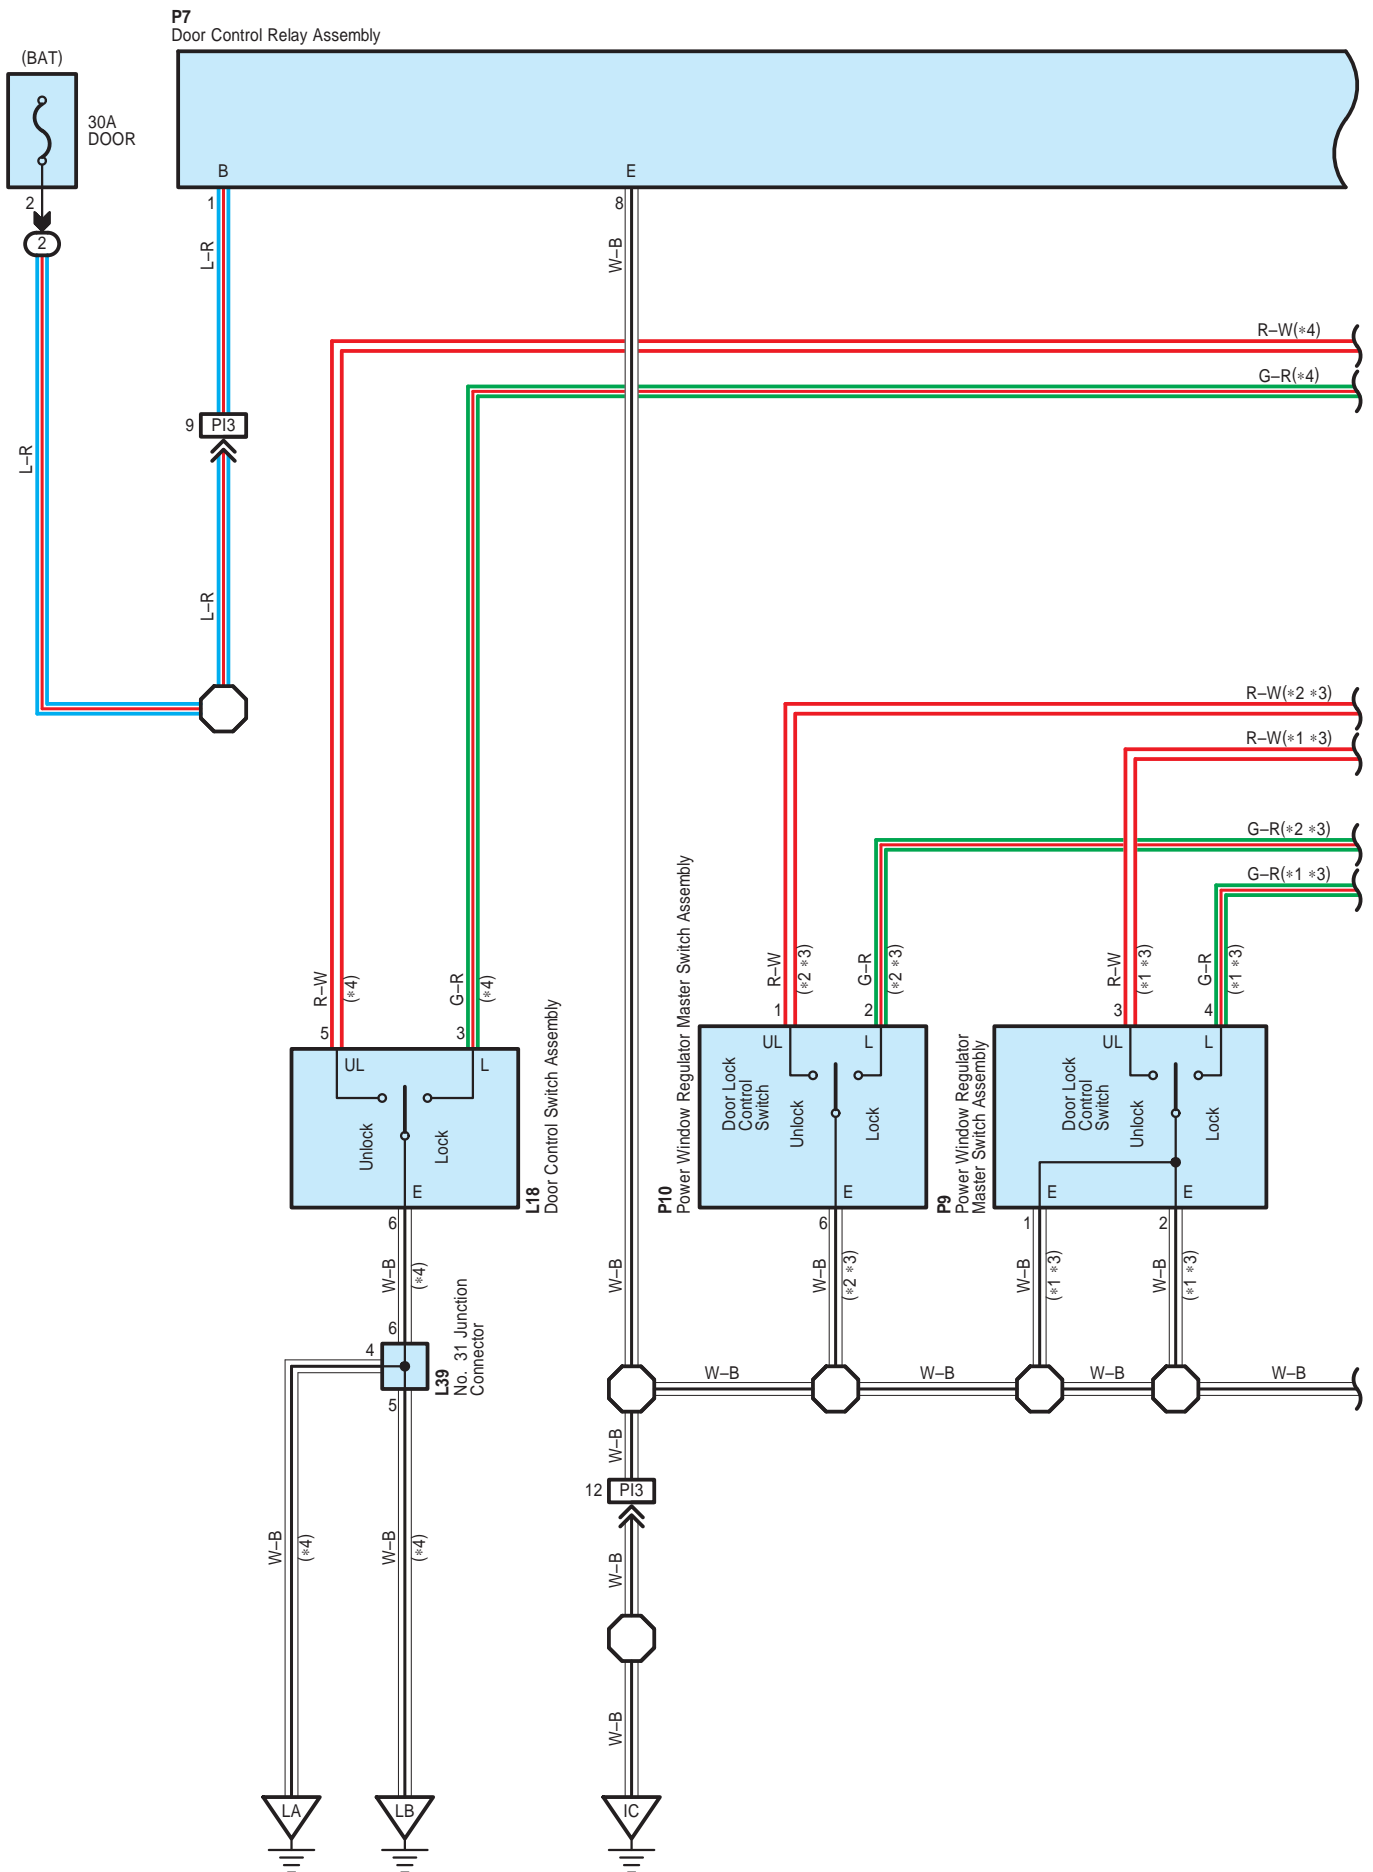 P7
Door Control Relay Assembly
(BAT)
30A
DOOR
B
E
2
1
8
2
L–R
W–B
R–W(*4)
G–R(*4)
9
PI3
L–R
L–R
R–W(*2 *3)
R–W(*1 *3)
G–R(*2 *3)
G–R(*1 *3)
R–W
(*4)
G–R
(*4)
R–W
(*2 *3)
G–R
(*2 *3)
R–W
(*1 *3)
G–R
(*1 *3)
5
3
1
2
3
4
UL
L
Unlock
Lock
E
L18
Door Control Switch Assembly
UL
L
Door Lock
Control
Switch
Unlock
Lock
E
P10
Power Window Regulator Master Switch Assembly
UL
L
Door Lock
Control
Switch
Unlock
Lock
E
E
P9
Power Window Regulator
Master Switch Assembly
6
6
1
2
W–B
(*4)
W–B
W–B
(*2 *3)
W–B
(*1 *3)
W–B
(*1 *3)
6
4
5
L39
No. 31 Junction
Connector
W–B
W–B
W–B
W–B
W–B
12
PI3
W–B
(*4)
W–B
(*4)
W–B
W–B
LA
LB
IC